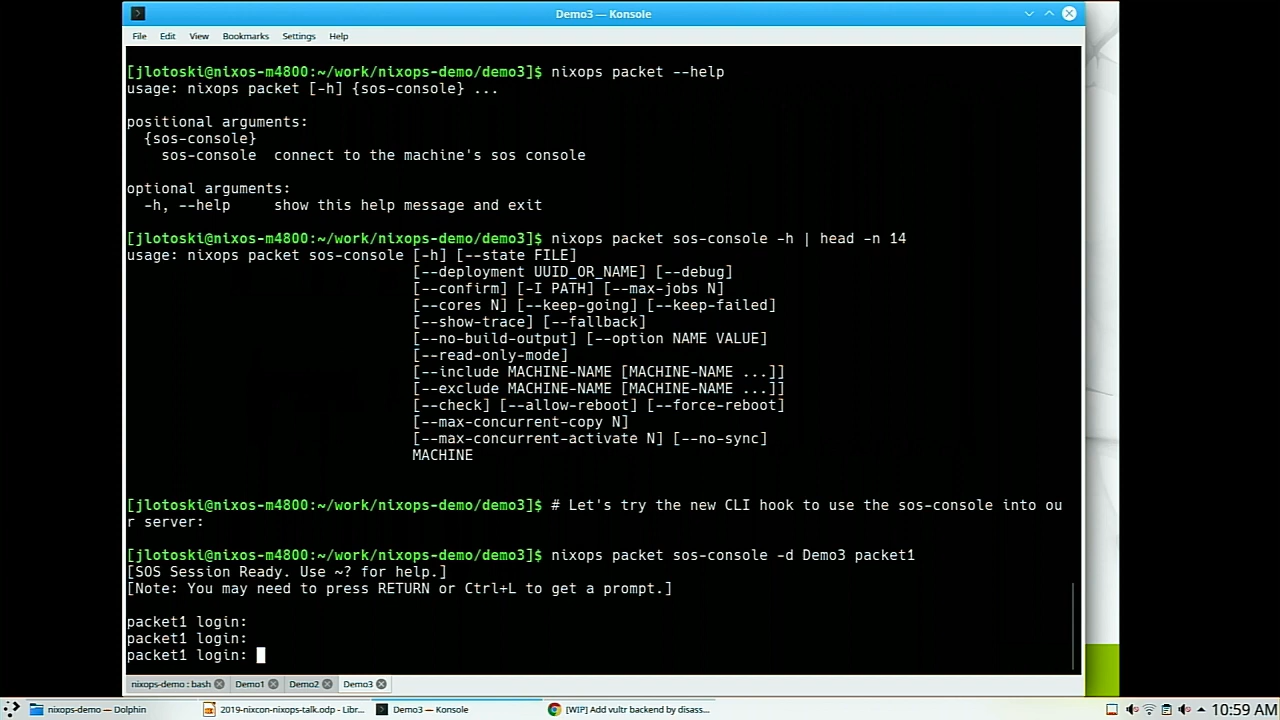 Demo3 — Konsole
File Edit View Bookmarks Settings Help
[jlotoski@nixos-m4800:~/work/nixops-demo/demo3]$ nixops packet --help
usage: nixops packet [-h] {sos-console} ...
positional arguments:
{sos-console}
sos-console connect to the machine's sos console
optional arguments:
-h, --help show this help message and exit
[jlotoski@nixos-m4800:~/work/nixops-demo/demo3]$ nixops packet sos-console -h | head -n 14
usage: nixops packet sos-console [-h] [--state FILE]
[--deployment UUID_OR_NAME] [--debug]
[--confirm] [-I PATH] [--max-jobs N]
[--cores N] [--keep-going] [--keep-failed]
[--show-trace] [--fallback]
[--no-build-output] [--option NAME VALUE]
[--read-only-mode]
[--include MACHINE-NAME [MACHINE-NAME ...]]
[--exclude MACHINE-NAME [MACHINE-NAME ...]]
[--check] [--allow-reboot] [--force-reboot]
[--max-concurrent-copy N]
[--max-concurrent-activate N] [--no-sync]
MACHINE
[jlotoski@nixos-m4800:~/work/nixops-demo/demo3]$ # Let's try the new CLI hook to use the sos-console into ou
r server:
[jlotoski@nixos-m4800:~/work/nixops-demo/demo3]$ nixops packet sos-console -d Demo3 packet1
[SOS Session Ready. Use ~? for help.]
[Note: You may need to press RETURN or Ctrl+L to get a prompt.]
packet1 login:
packet1 login:
packet1 login:
nixops-demo : bash Demo1 Demo2 Demo3
nixops-demo — Dolphin 2019-nixcon-nixops-talk.odp - Libr... Demo3 — Konsole [WIP] Add vultr backend by disass... 10:59 AM